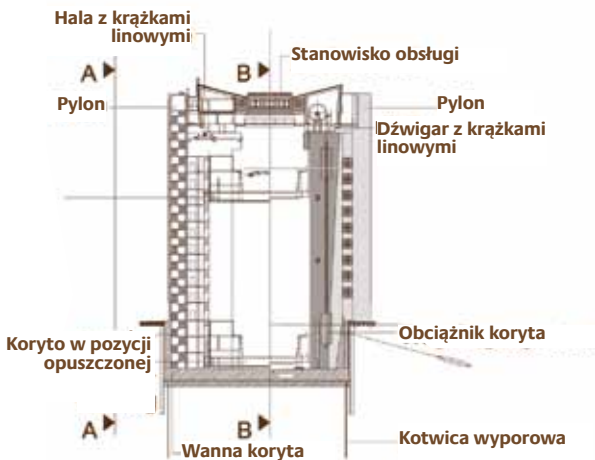 Hala z krążkami
linowymi
Stanowisko obsługi
A
B
Pylon
Pylon
Dźwigar z krążkami
linowymi
Obciążnik koryta
Koryto w pozycji
opuszczonej
A
B
Kotwica wyporowa
Wanna koryta